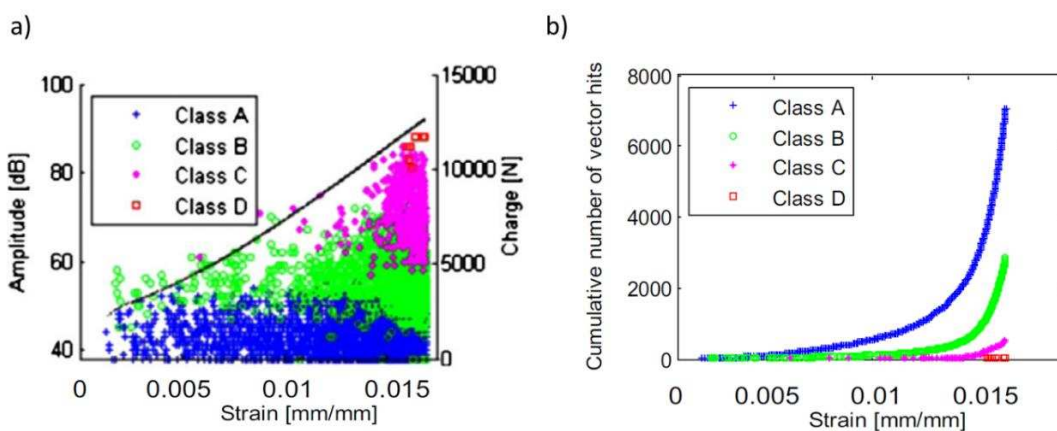 a)
100
80
60
40
Amplitude [dB]
Class A
Class B
Class C
Class D
15000
10000
5000
0
Charge [N]
0 0.005 0.01 0.015
Strain [mm/mm]
b)
8000
6000
4000
2000
0
Cumulative number of vector hits
Class A
Class B
Class C
Class D
0 0.005 0.01 0.015
Strain [mm/mm]